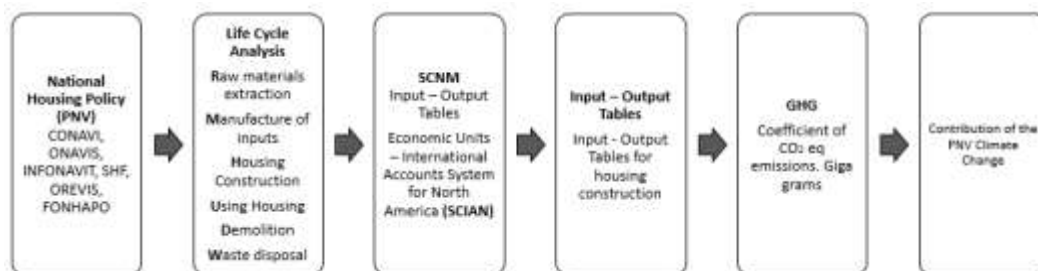 National
Housing Policy
(PNV)
CONAVI,
ONAVIS,
INFONAVIT, SHF,
OREVIS,
FONHAPO
Life Cycle
Analysis
Raw materials
extraction
Manufacture of
inputs
Housing
Construction
Using Housing
Demolition
Waste disposal
SCNM
Input – Output
Tables
Economic Units
– International
Accounts System
for North
America (SCIAN)
Input – Output
Tables
Input - Output
Tables for
housing
construction
GHG
Coefficient of
CO₂ eq
emissions. Giga
grams
Contribution of the
PNV Climate
Change